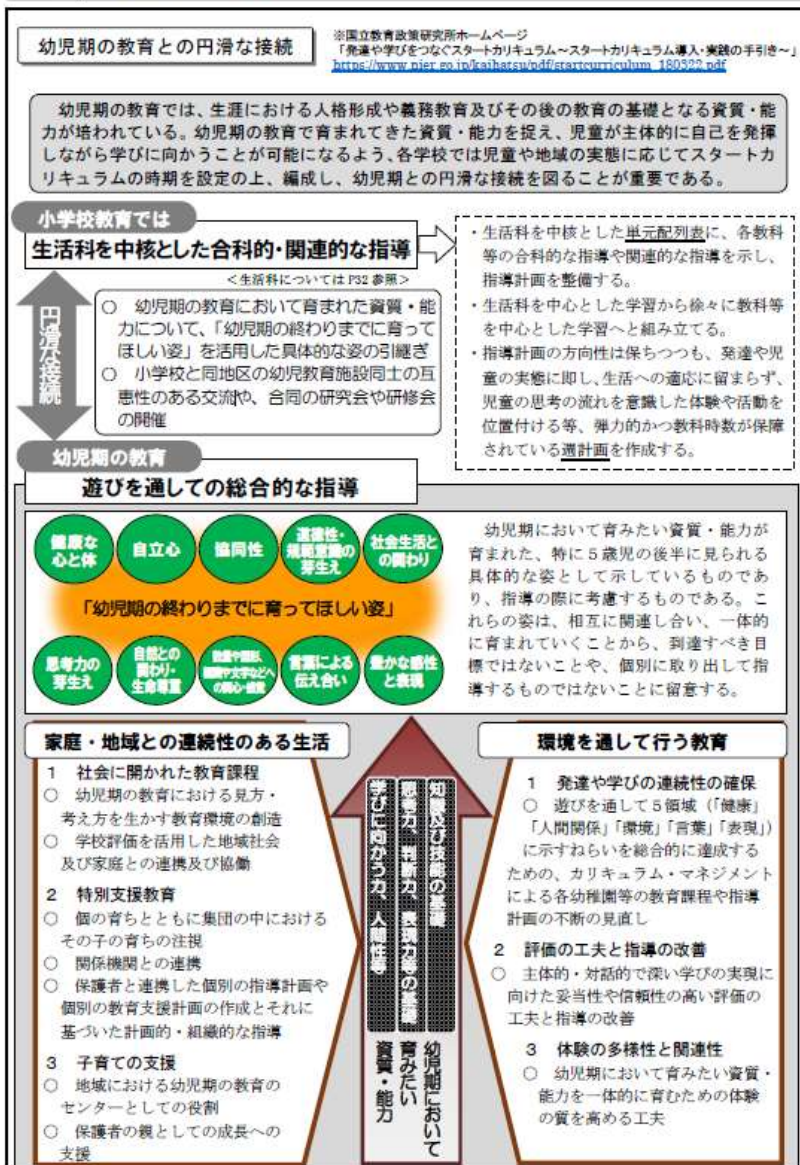 幼児期の教育との円滑な接続
※国立教育政策研究所ホームページ
「発達や学びをつなぐスタートカリキュラム～スタートカリキュラム導入・実践の手引き～」
https://www.nier.go.jp/kaihatsu/pdf/startcurriculum_180322.pdf
幼児期の教育では、生涯における人格形成や義務教育及びその後の教育の基礎となる資質・能
力が培われている。幼児期の教育で育まれてきた資質・能力を捉え、児童が主体的に自己を発揮
しながら学びに向かうことが可能になるよう、各学校では児童や地域の実態に応じてスタートカ
リキュラムの時期を設定の上、編成し、幼児期との円滑な接続を図ることが重要である。
小学校教育では
生活科を中核とした合科的・関連的な指導
＜生活科については P32 参照＞
・生活科を中核とした単元配列表に、各教科
等の合科的な指導や関連的な指導を示し、
指導計画を整備する。
・生活科を中心とした学習から徐々に教科等
を中心とした学習へと組み立てる。
・指導計画の方向性は保ちつつも、発達や児
童の実態に即し、生活への適応に留まらず、
児童の思考の流れを意識した体験や活動を
位置付ける等、弾力的かつ教科時数が保障
されている週計画を作成する。
円滑な接続
○ 幼児期の教育において育まれた資質・能
力について、「幼児期の終わりまでに育って
ほしい姿」を活用した具体的な姿の引継ぎ
○ 小学校と同地区の幼児教育施設同士の互
恵性のある交流や、合同の研究会や研修会
の開催
幼児期の教育
遊びを通しての総合的な指導
健康な
心と体
自立心
協同性
道徳性・
規範意識の
芽生え
社会生活と
の関わり
「幼児期の終わりまでに育ってほしい姿」
思考力の
芽生え
自然との
関わり・
生命尊重
数量や図形、
標識や文字などへ
の関心・感覚
言葉による
伝え合い
豊かな感性
と表現
幼児期において育みたい資質・能力が
育まれた、特に５歳児の後半に見られる
具体的な姿として示しているものであ
り、指導の際に考慮するものである。こ
れらの姿は、相互に関連し合い、一体的
に育まれていくことから、到達すべき目
標ではないことや、個別に取り出して指
導するものではないことに留意する。
家庭・地域との連続性のある生活
1 社会に開かれた教育課程
○ 幼児期の教育における見方・
考え方を生かす教育環境の創造
○ 学校評価を活用した地域社会
及び家庭との連携及び協働
2 特別支援教育
○ 個の育ちとともに集団の中における
その子の育ちの注視
○ 関係機関との連携
○ 保護者と連携した個別の指導計画や
個別の教育支援計画の作成とそれに
基づいた計画的・組織的な指導
3 子育ての支援
○ 地域における幼児期の教育の
センターとしての役割
○ 保護者の親としての成長への
支援
知識及び技能の基礎
思考力、判断力、表現力等の基礎
学びに向かう力、人間性等
幼児期において
育みたい
資質・能力
環境を通して行う教育
1 発達や学びの連続性の確保
○ 遊びを通して５領域（「健康」
「人間関係」「環境」「言葉」「表現」）
に示すねらいを総合的に達成する
ための、カリキュラム・マネジメント
による各幼稚園等の教育課程や指導
計画の不断の見直し
2 評価の工夫と指導の改善
○ 主体的・対話的で深い学びの実現に
向けた妥当性や信頼性の高い評価の
工夫と指導の改善
3 体験の多様性と関連性
○ 幼児期において育みたい資質・
能力を一体的に育むための体験
の質を高める工夫